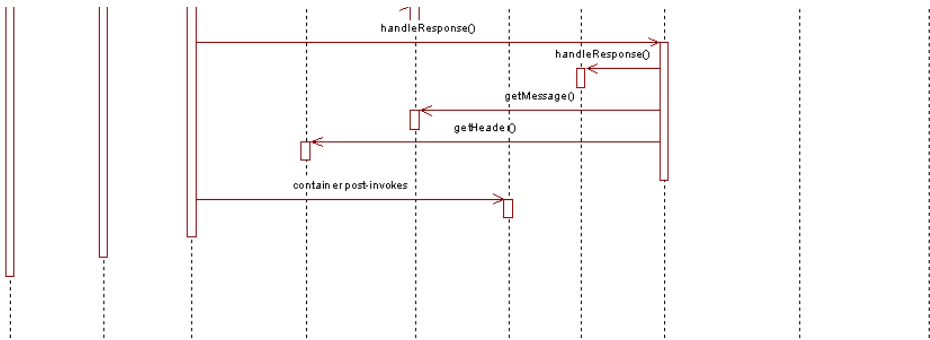 handleResponse()
handleResponse()
getMessage()
getHeader()
container post-invokes